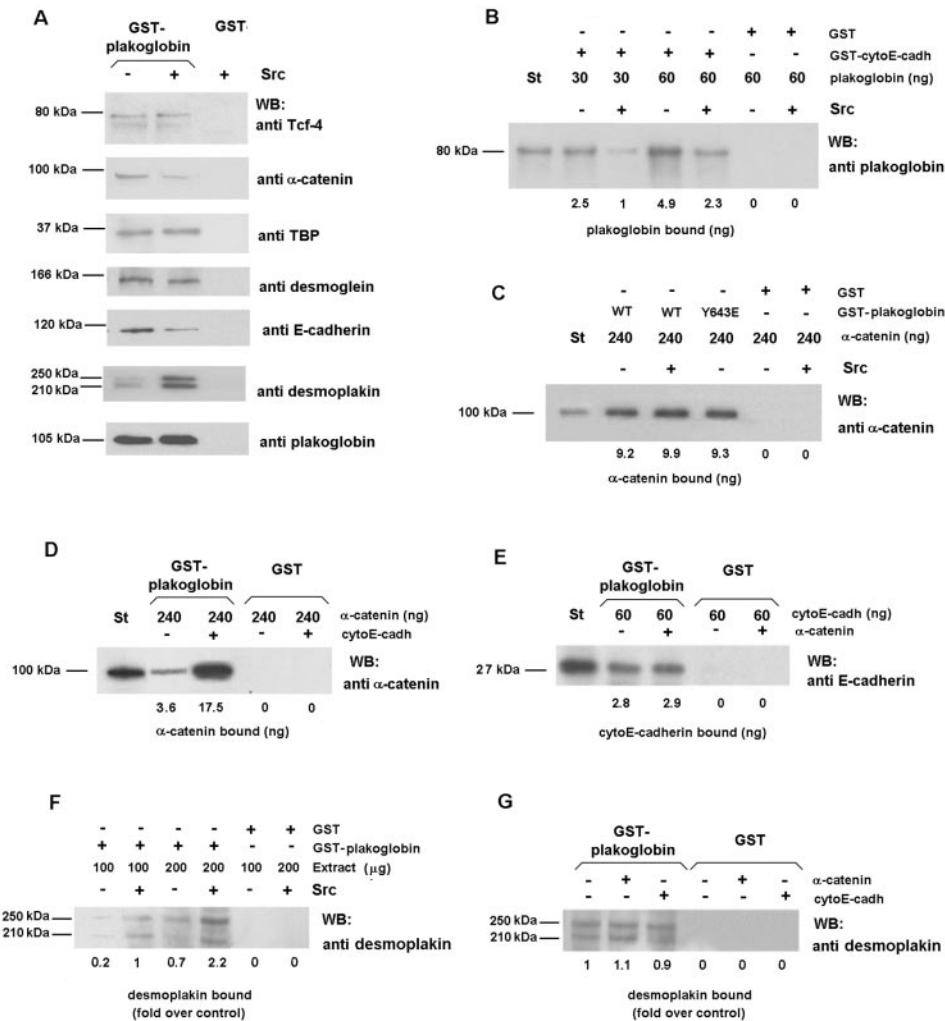 A
GST-
plakoglobin
GST-
- + + Src
WB:
80 kDa
anti Tcf-4
100 kDa
anti α-catenin
37 kDa
anti TBP
166 kDa
anti desmoglein
120 kDa
anti E-cadherin
250 kDa
210 kDa
anti desmoplakin
105 kDa
anti plakoglobin
B
- - - - + + GST
+ + + + - - GST-cytoE-cadh
St 30 30 60 60 60 60 plakoglobin (ng)
- + - + - + Src
80 kDa
WB:
anti plakoglobin
2.5 1 4.9 2.3 0 0
plakoglobin bound (ng)
C
- - - + + GST
WT WT Y643E - - GST-plakoglobin
St 240 240 240 240 240 α-catenin (ng)
- + - - + Src
100 kDa
WB:
anti α-catenin
9.2 9.9 9.3 0 0
α-catenin bound (ng)
D
GST-
plakoglobin
GST
St 240 240 240 240 α-catenin (ng)
- + - + cytoE-cadh
100 kDa
WB:
anti α-catenin
3.6 17.5 0 0
α-catenin bound (ng)
E
GST-
plakoglobin
GST
St 60 60 60 60 cytoE-cadh (ng)
- + - + α-catenin
27 kDa
WB:
anti E-cadherin
2.8 2.9 0 0
cytoE-cadherin bound (ng)
F
- - - - + + GST
+ + + + - - GST-plakoglobin
100 100 200 200 100 200 Extract (μg)
- + - + - + Src
250 kDa
210 kDa
WB:
anti desmoplakin
0.2 1 0.7 2.2 0 0
desmoplakin bound
(fold over control)
G
GST-
plakoglobin
GST
- + - - + - α-catenin
- - + - - + cytoE-cadh
250 kDa
210 kDa
WB:
anti desmoplakin
1 1.1 0.9 0 0 0
desmoplakin bound
(fold over control)